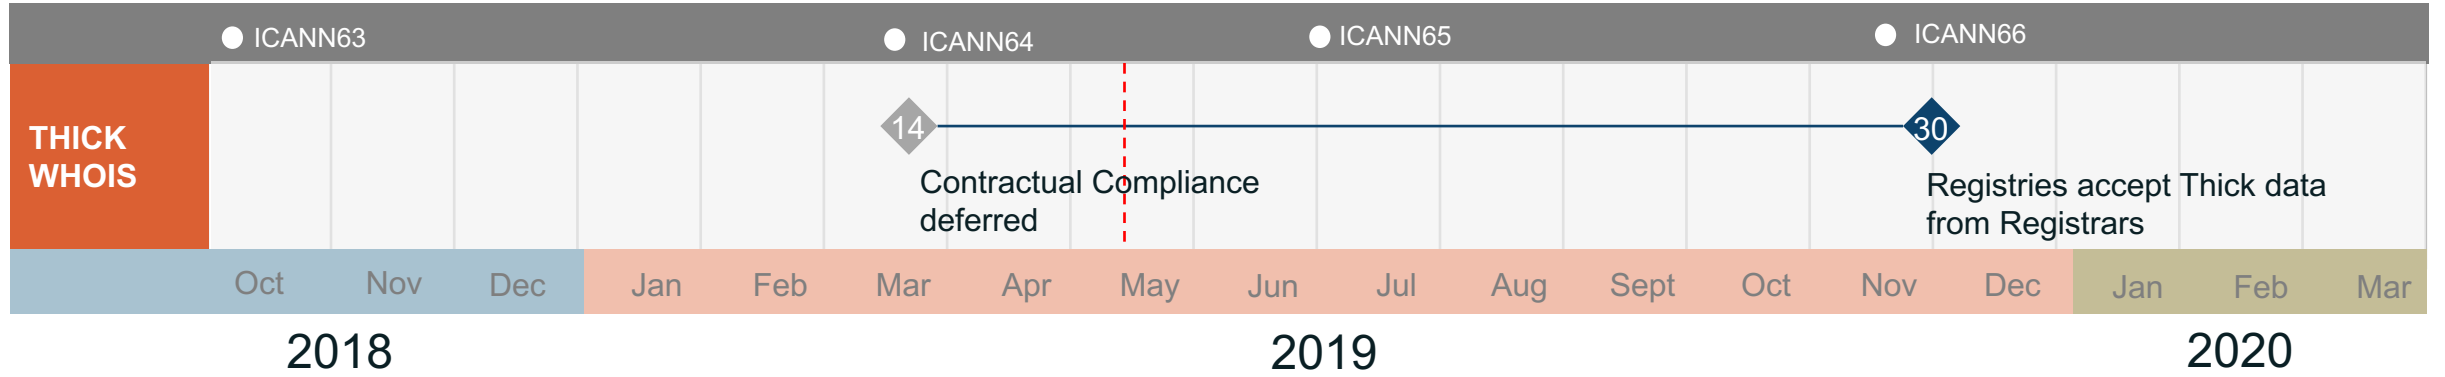 ICANN63
ICANN64
ICANN65
ICANN66
THICK
WHOIS
14
30
Contractual Compliance
deferred
Registries accept Thick data
from Registrars
Oct Nov Dec Jan Feb Mar Apr May Jun Jul Aug Sept Oct Nov Dec Jan Feb Mar
2018
2019
2020